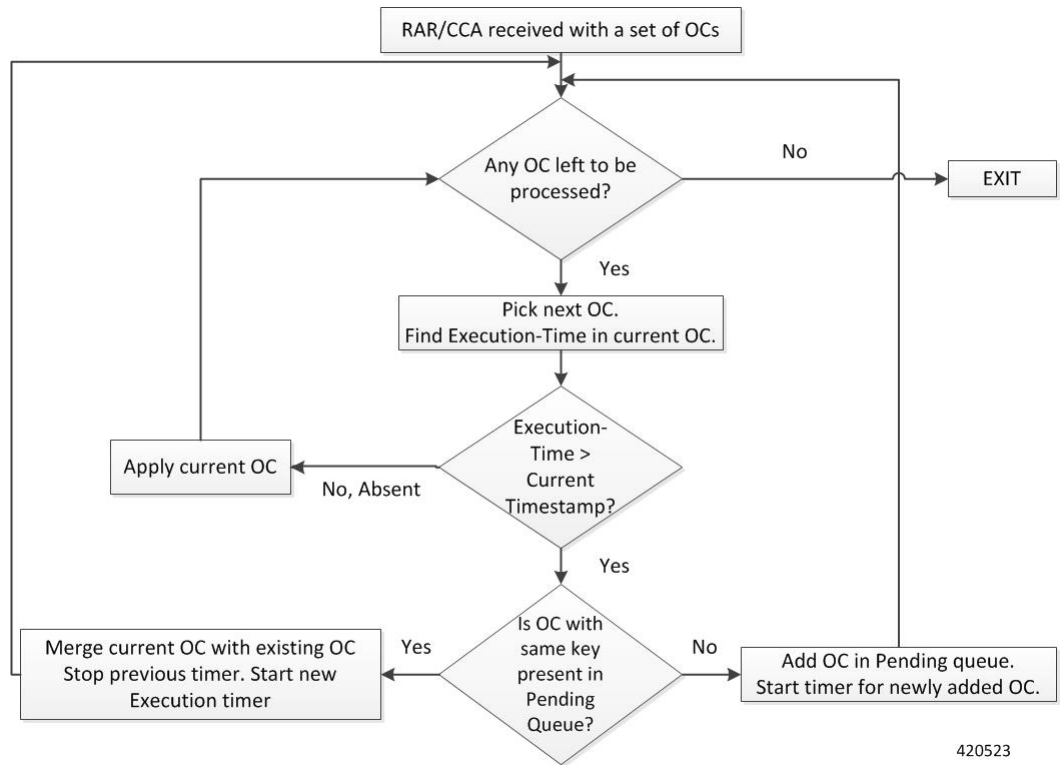 RAR/CCA received with a set of OCs
Any OC left to be
processed?
No
EXIT
Yes
Pick next OC.
Find Execution-Time in current OC.
Execution-
Time >
Current
Timestamp?
Apply current OC
No, Absent
Yes
Is OC with
same key
present in
Pending
Queue?
Yes
Merge current OC with existing OC
Stop previous timer. Start new
Execution timer
No
Add OC in Pending queue.
Start timer for newly added OC.
420523